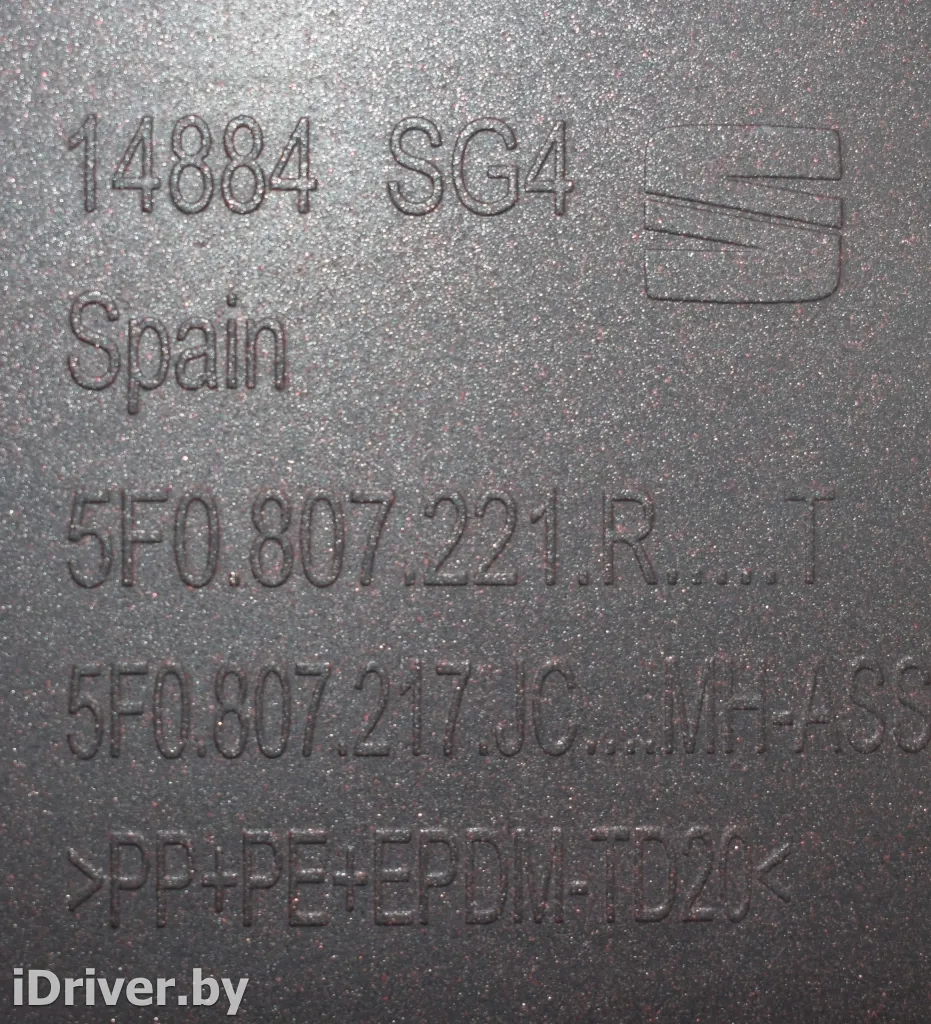 14884 SG4
Spain
5F0.807.221.R.....T
5F0.807.217.JC....MH-ASS
>PP+PE+EPDM-TD20<
iDriver.by